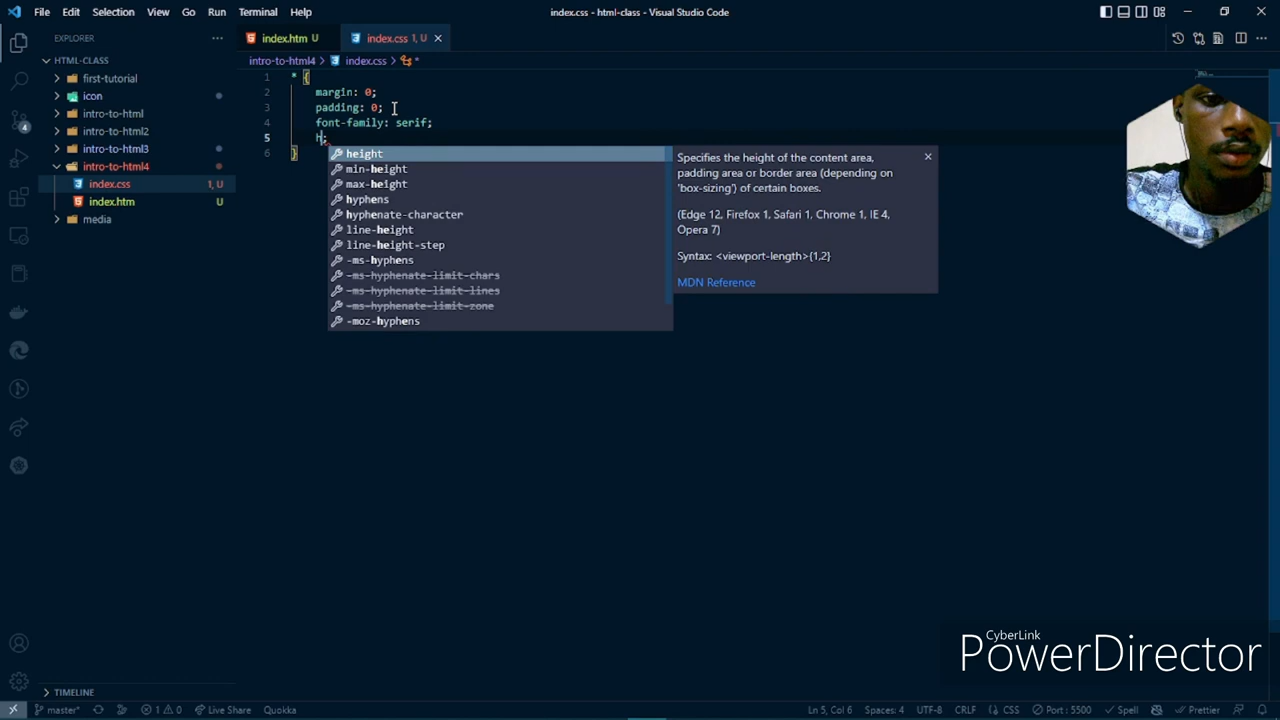 File Edit Selection View Go Run Terminal Help
index.css - html-class - Visual Studio Code
EXPLORER
HTML-CLASS
first-tutorial
icon
intro-to-html
intro-to-html2
intro-to-html3
intro-to-html4
index.css 1, U
index.htm U
media
TIMELINE
index.htm U
index.css 1, U
intro-to-html4 > index.css > *
1 * {
2 margin: 0;
3 padding: 0;
4 font-family: serif;
5 h;
6 }
height
min-height
max-height
hyphens
hyphenate-character
line-height
line-height-step
-ms-hyphens
-ms-hyphenate-limit-chars
-ms-hyphenate-limit-lines
-ms-hyphenate-limit-zone
-moz-hyphens
Specifies the height of the content area,
padding area or border area (depending on
'box-sizing') of certain boxes.
(Edge 12, Firefox 1, Safari 1, Chrome 1, IE 4,
Opera 7)
Syntax: <viewport-length>{1,2}
MDN Reference
4
CyberLink
PowerDirector
master* 1 0 Live Share Quokka
Ln 5, Col 6 Spaces: 4 UTF-8 CRLF CSS Port : 5500 Spell Prettier